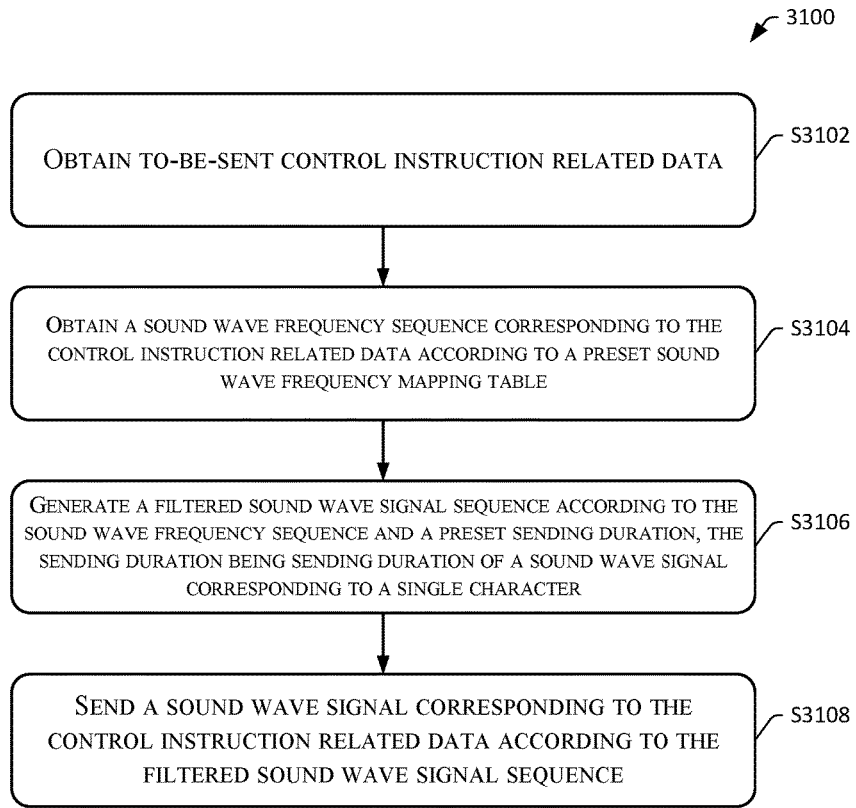 3100
OBTAIN TO-BE-SENT CONTROL INSTRUCTION RELATED DATA
S3102
OBTAIN A SOUND WAVE FREQUENCY SEQUENCE CORRESPONDING TO THE
CONTROL INSTRUCTION RELATED DATA ACCORDING TO A PRESET SOUND
WAVE FREQUENCY MAPPING TABLE
S3104
GENERATE A FILTERED SOUND WAVE SIGNAL SEQUENCE ACCORDING TO THE
SOUND WAVE FREQUENCY SEQUENCE AND A PRESET SENDING DURATION, THE
SENDING DURATION BEING SENDING DURATION OF A SOUND WAVE SIGNAL
CORRESPONDING TO A SINGLE CHARACTER
S3106
SEND A SOUND WAVE SIGNAL CORRESPONDING TO THE
CONTROL INSTRUCTION RELATED DATA ACCORDING TO THE
FILTERED SOUND WAVE SIGNAL SEQUENCE
S3108